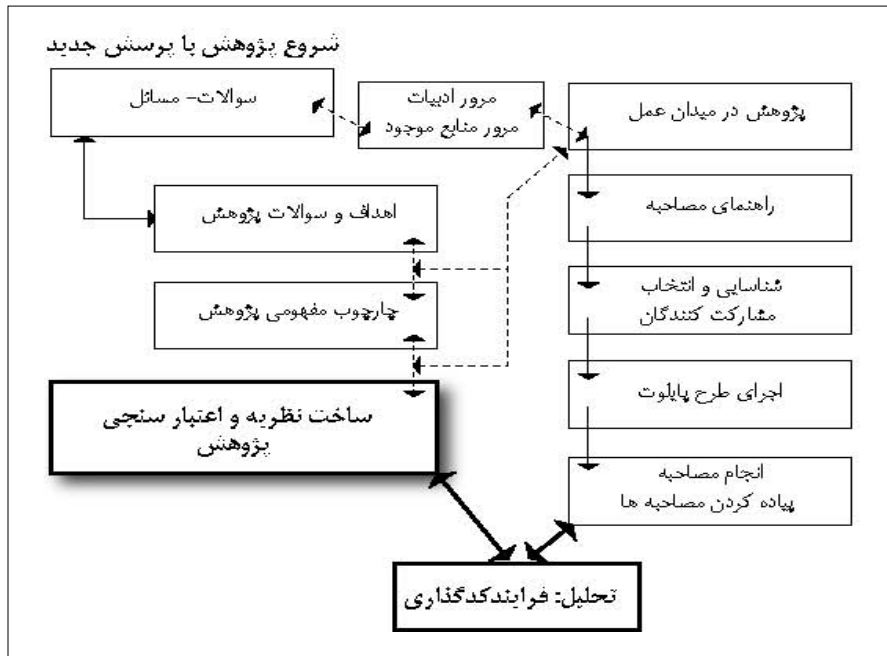 شروع پژوهش با پرسش جدید
سوالات- مسائل
مرور ادبیات
مرور منابع موجود
پژوهش در میدان عمل
اهداف و سوالات پژوهش
راهنمای مصاحبه
چارچوب مفهومی پژوهش
شناسایی و انتخاب
مشارکت کنندگان
ساخت نظریه و اعتبار سنجی
پژوهش
اجرای طرح پایلوت
انجام مصاحبه
پیاده کردن مصاحبه ها
تحلیل: فرایندکدگذاری